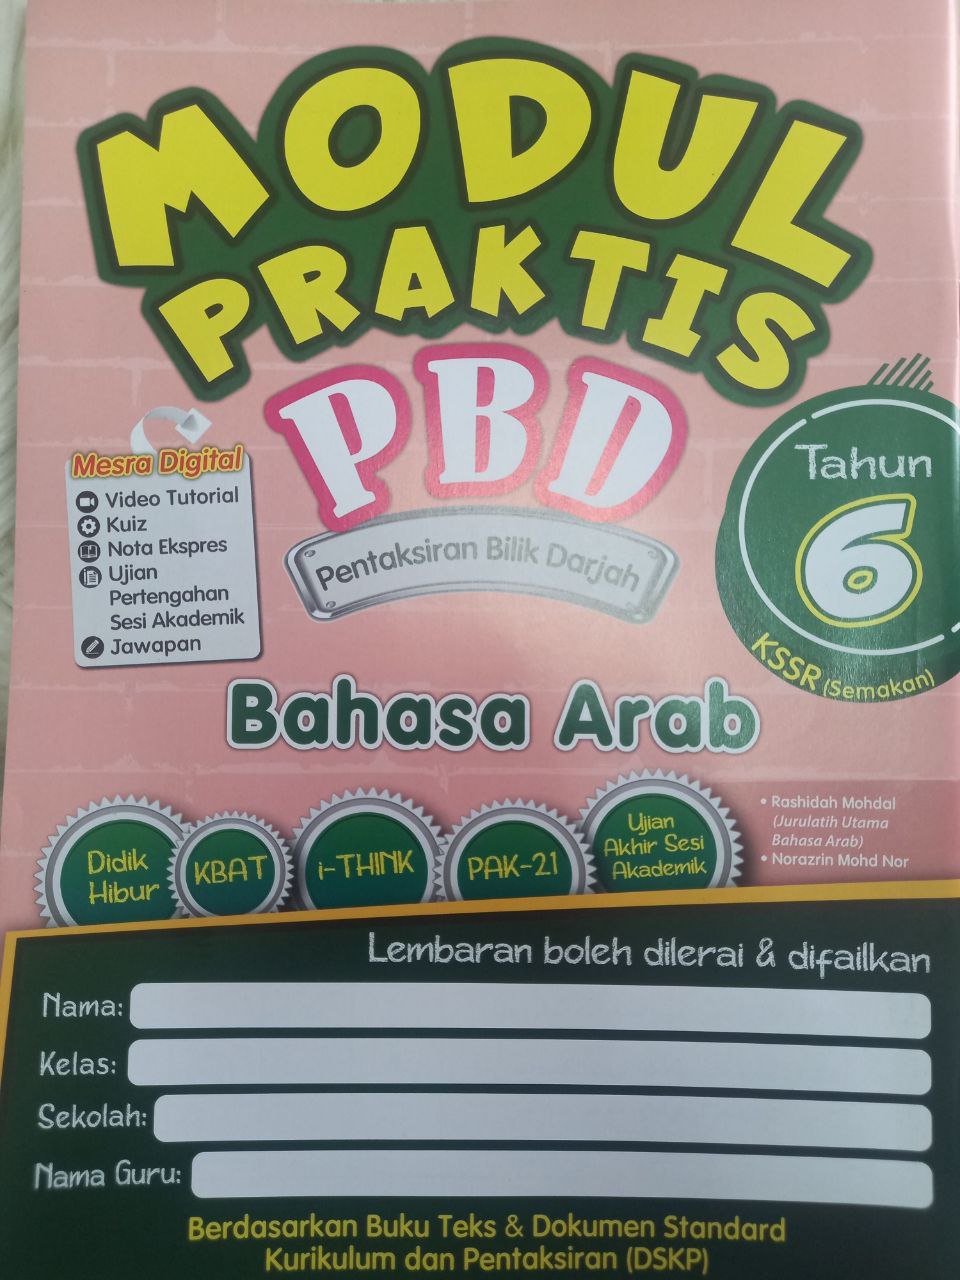 MODUL
PRAKTIS
PBD
Pentaksiran Bilik Darjah
Mesra Digital
Video Tutorial
Kuiz
Nota Ekspres
Ujian
Pertengahan
Sesi Akademik
Jawapan
Tahun
6
KSSR (Semakan)
Bahasa Arab
Didik
Hibur
KBAT
i-THINK
PAK-21
Ujian
Akhir Sesi
Akademik
• Rashidah Mohdal
(Jurulatih Utama
Bahasa Arab)
• Norazrin Mohd Nor
Lembaran boleh dilerai & difailkan
Nama:
Kelas:
Sekolah:
Nama Guru:
Berdasarkan Buku Teks & Dokumen Standard
Kurikulum dan Pentaksiran (DSKP)